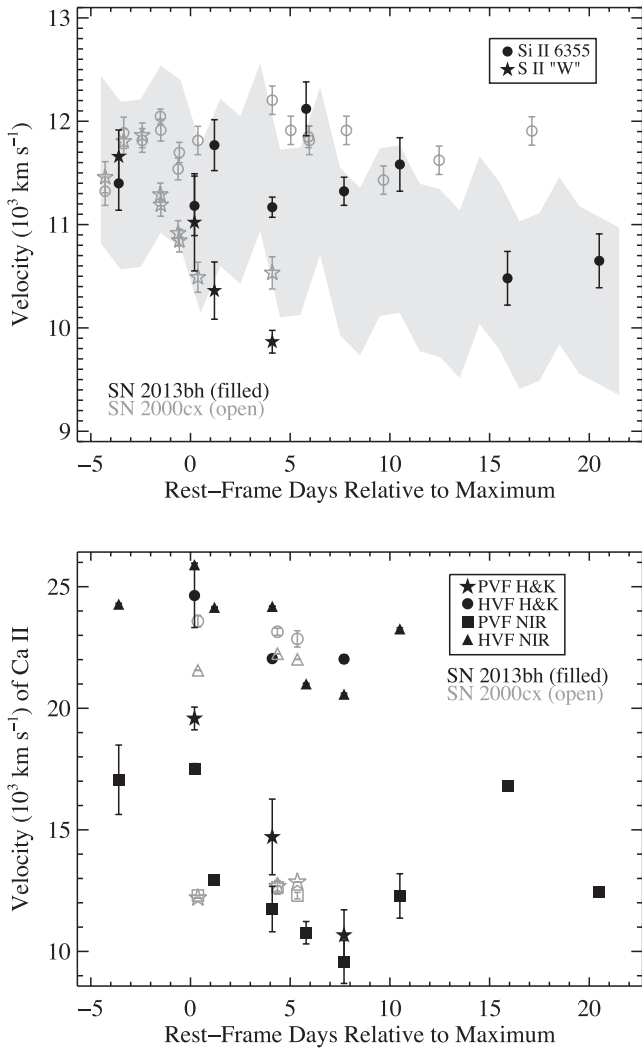 13
12
11
10
9
Velocity (10³ km s⁻¹)
Si II 6355
S II "W"
SN 2013bh (filled)
SN 2000cx (open)
−5 0 5 10 15 20
Rest−Frame Days Relative to Maximum
25
20
15
10
Velocity (10³ km s⁻¹) of Ca II
PVF H&K
HVF H&K
PVF NIR
HVF NIR
SN 2013bh (filled)
SN 2000cx (open)
−5 0 5 10 15 20
Rest−Frame Days Relative to Maximum